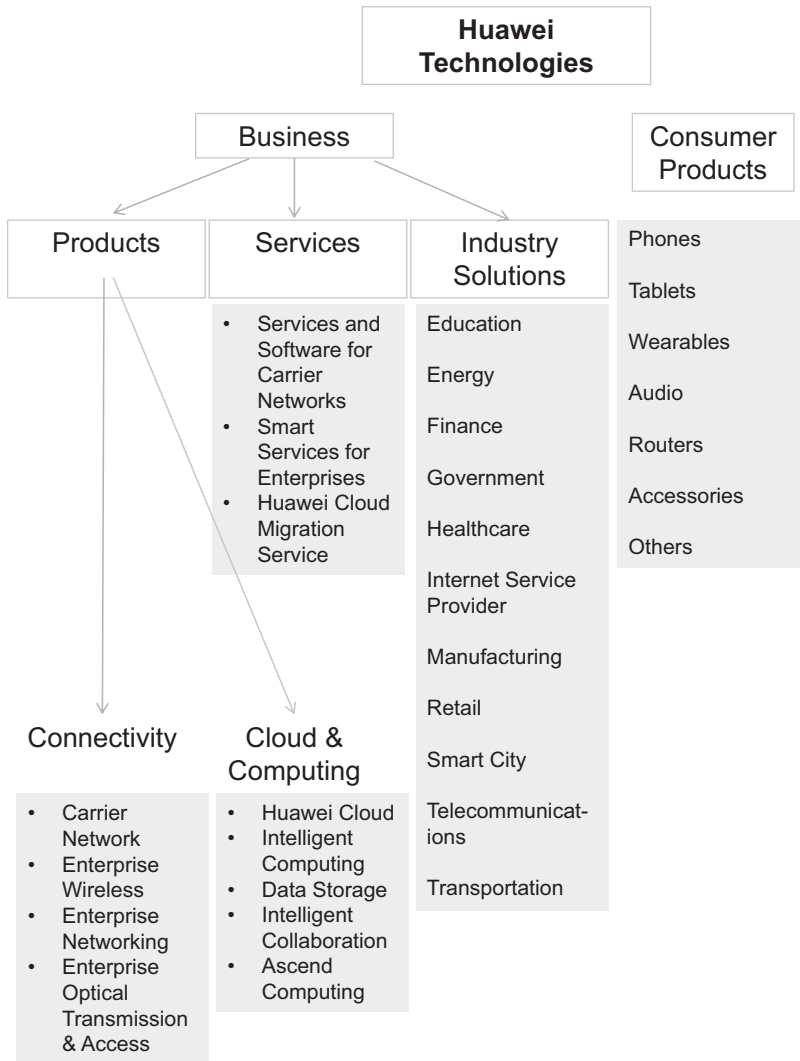 Huawei
Technologies
Business
Consumer
Products
Products
Services
Industry
Solutions
• Services and
Software for
Carrier
Networks
• Smart
Services for
Enterprises
• Huawei Cloud
Migration
Service
Education
Energy
Finance
Government
Healthcare
Internet Service
Provider
Manufacturing
Retail
Smart City
Telecommunicat-
ions
Transportation
Phones
Tablets
Wearables
Audio
Routers
Accessories
Others
Connectivity
• Carrier
Network
• Enterprise
Wireless
• Enterprise
Networking
• Enterprise
Optical
Transmission
& Access
Cloud &
Computing
• Huawei Cloud
• Intelligent
Computing
• Data Storage
• Intelligent
Collaboration
• Ascend
Computing